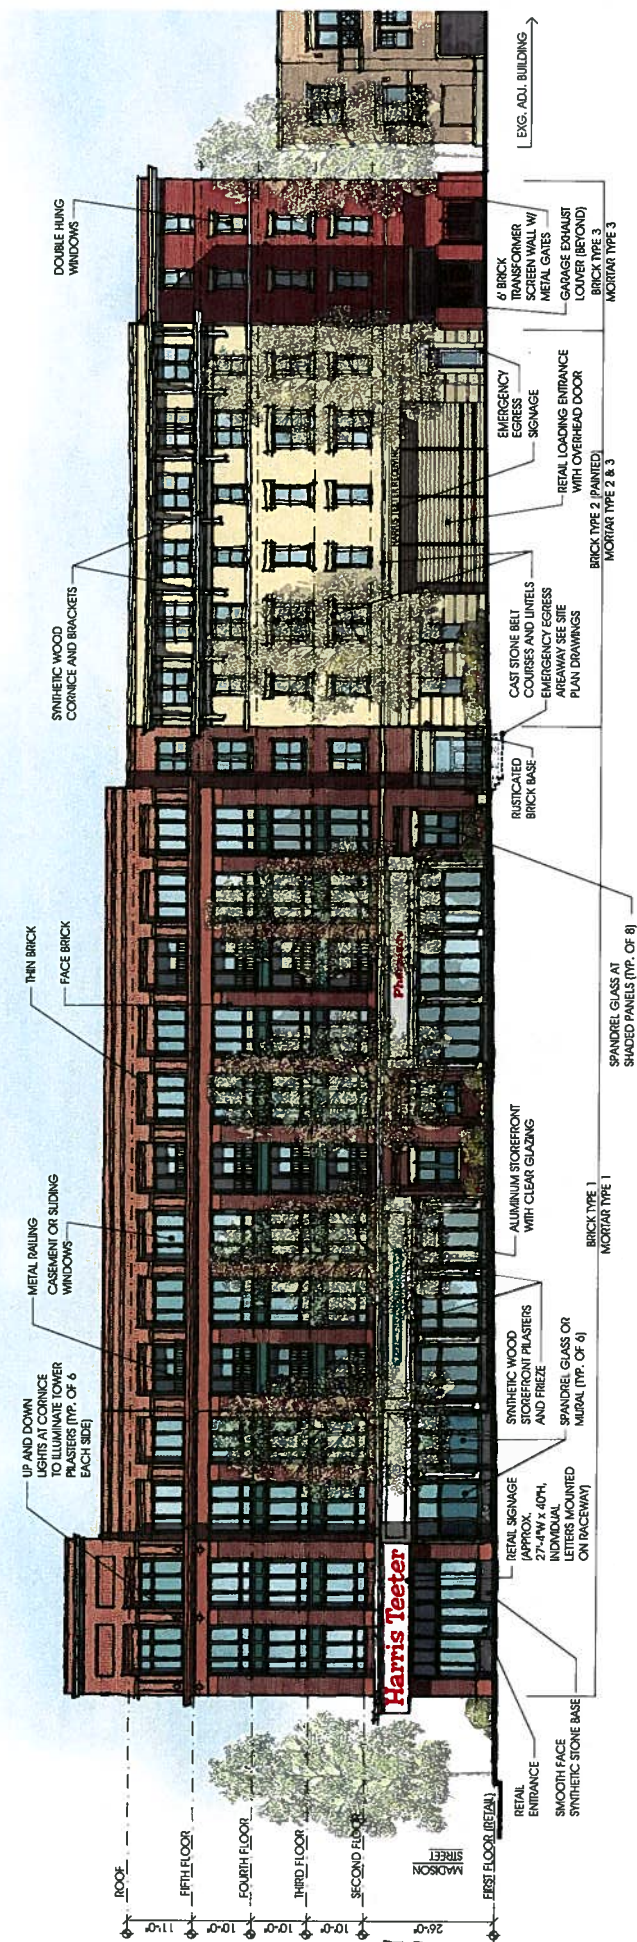 UP AND DOWN
LIGHTS AT CORNICE
TO ILLUMINATE TOWER
PILASTERS (TYP. OF 6
EACH SIDE)
METAL RAILING
CASEMENT OR SLIDING
WINDOWS
THIN BRICK
FACE BRICK
SYNTHETIC WOOD
CORNICE AND BRACKETS
DOUBLE HUNG
WINDOWS
ROOF
FIFTH FLOOR
FOURTH FLOOR
THIRD FLOOR
SECOND FLOOR
FIRST FLOOR (RETAIL)
11'-0"
10'-0"
10'-0"
10'-0"
26'-0"
MADISON
STREET
Harris Teeter
Pharmacy
RETAIL
ENTRANCE
SMOOTH FACE
SYNTHETIC STONE BASE
RETAIL SIGNAGE
(APPROX.
27'-4"W x 40"H,
INDIVIDUAL
LETTERS MOUNTED
ON RACEWAY)
SYNTHETIC WOOD
STOREFRONT PILASTERS
AND FRIEZE
SPANDREL GLASS OR
MURAL (TYP. OF 6)
ALUMINUM STOREFRONT
WITH CLEAR GLAZING
BRICK TYPE 1
MORTAR TYPE 1
SPANDREL GLASS AT
SHADED PANELS (TYP. OF 8)
RUSTICATED
BRICK BASE
CAST STONE BELT
COURSES AND LINTELS
EMERGENCY EGRESS
AREAWAY SEE SITE
PLAN DRAWINGS
BRICK TYPE 2 (PAINTED)
MORTAR TYPE 2 & 3
RETAIL LOADING ENTRANCE
WITH OVERHEAD DOOR
EMERGENCY
EGRESS
SIGNAGE
6' BRICK
TRANSFORMER
SCREEN WALL W/
METAL GATES
GARAGE EXHAUST
LOUVER (BEYOND)
BRICK TYPE 3
MORTAR TYPE 3
EXG. ADJ. BUILDING